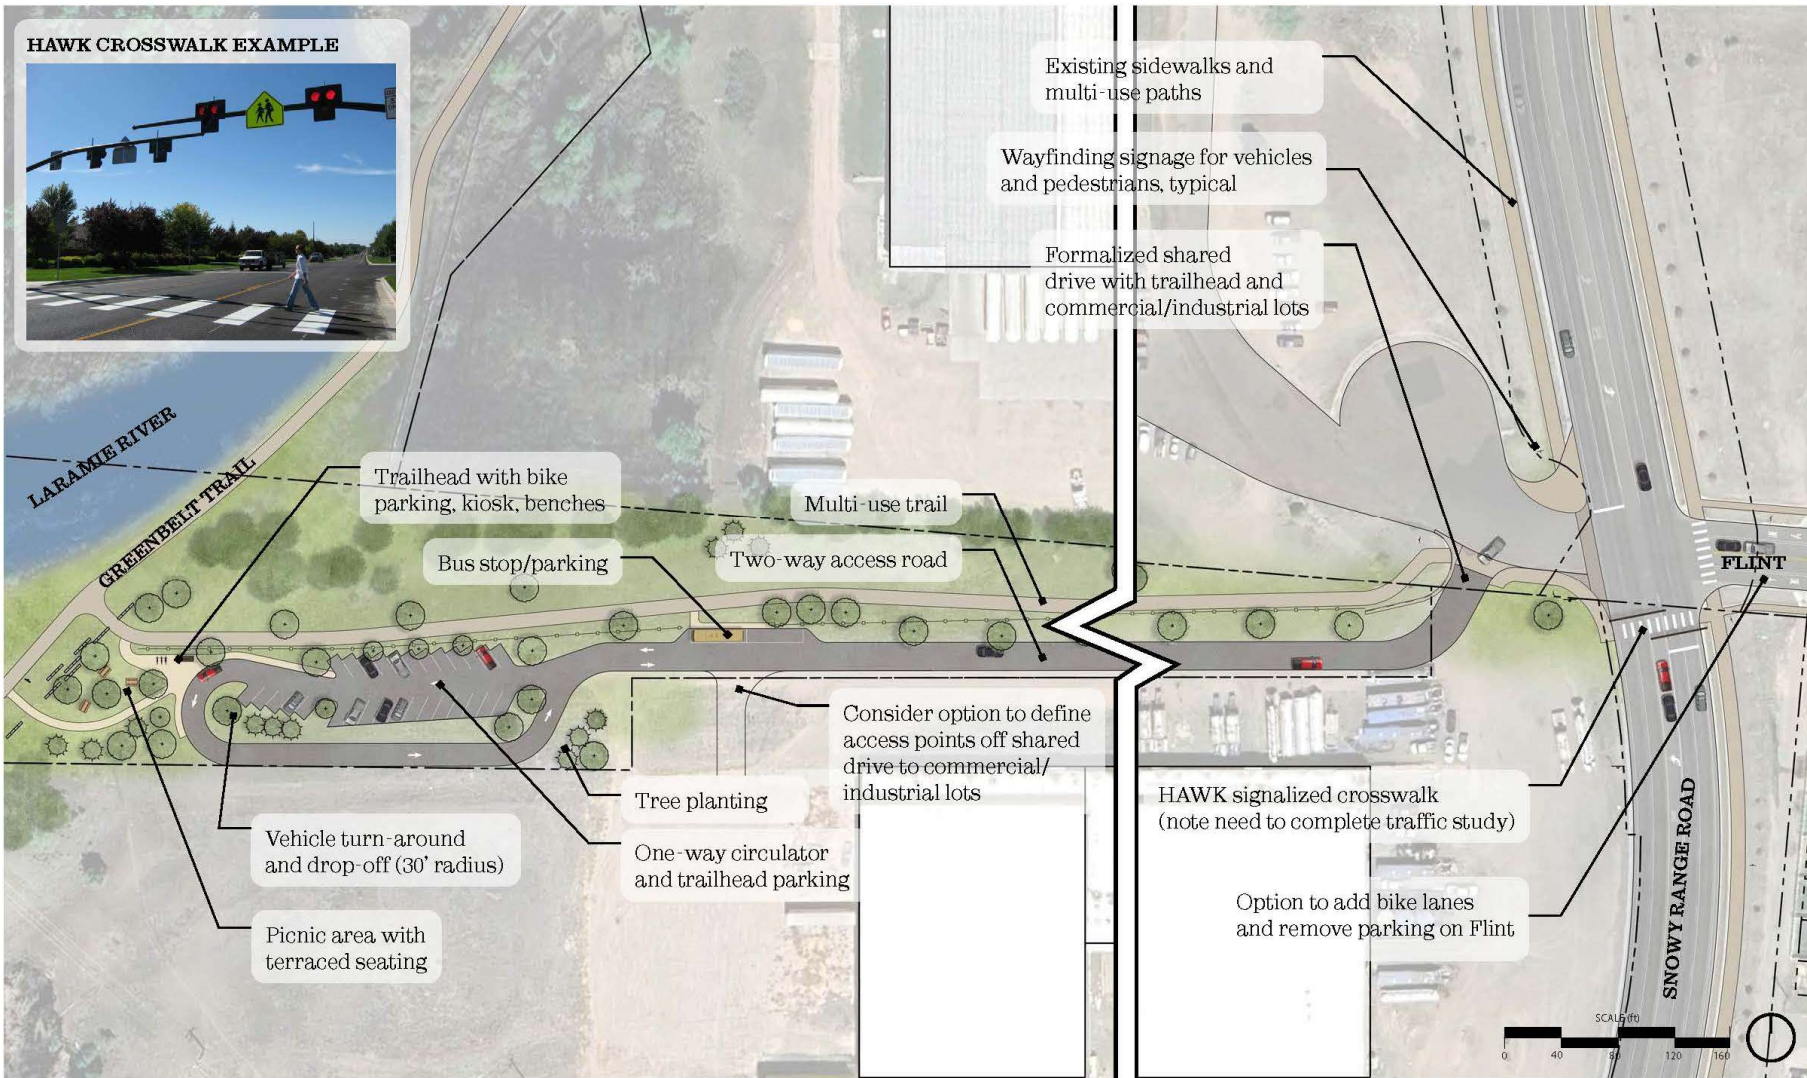 HAWK CROSSWALK EXAMPLE
Existing sidewalks and
multi-use paths
Wayfinding signage for vehicles
and pedestrians, typical
Formalized shared
drive with trailhead and
commercial/industrial lots
LARAMIE RIVER
GREENBELT TRAIL
Trailhead with bike
parking, kiosk, benches
Multi-use trail
Bus stop/parking
Two-way access road
FLINT
Consider option to define
access points off shared
drive to commercial/
industrial lots
Tree planting
HAWK signalized crosswalk
(note need to complete traffic study)
Vehicle turn-around
and drop-off (30' radius)
One-way circulator
and trailhead parking
Option to add bike lanes
and remove parking on Flint
Picnic area with
terraced seating
SNOWY RANGE ROAD
SCALE (ft)
0 40 80 120 160